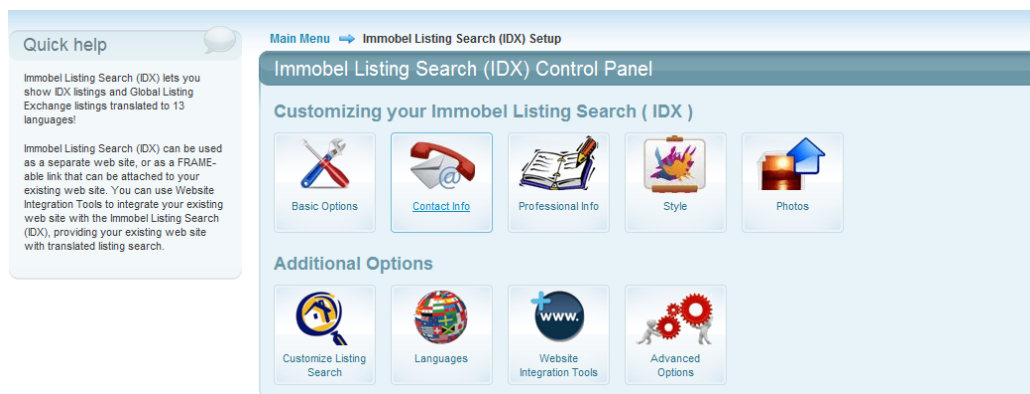 Quick help
Immobel Listing Search (IDX) lets you
show IDX listings and Global Listing
Exchange listings translated to 13
languages!
Immobel Listing Search (IDX) can be used
as a separate web site, or as a FRAME-
able link that can be attached to your
existing web site. You can use Website
Integration Tools to integrate your existing
web site with the Immobel Listing Search
(IDX), providing your existing web site
with translated listing search.
Main Menu Immobel Listing Search (IDX) Setup
Immobel Listing Search (IDX) Control Panel
Customizing your Immobel Listing Search ( IDX )
@
Basic Options
Contact Info
Professional Info
Style
Photos
Additional Options
www.
Customize Listing
Search
Languages
Website
Integration Tools
Advanced
Options